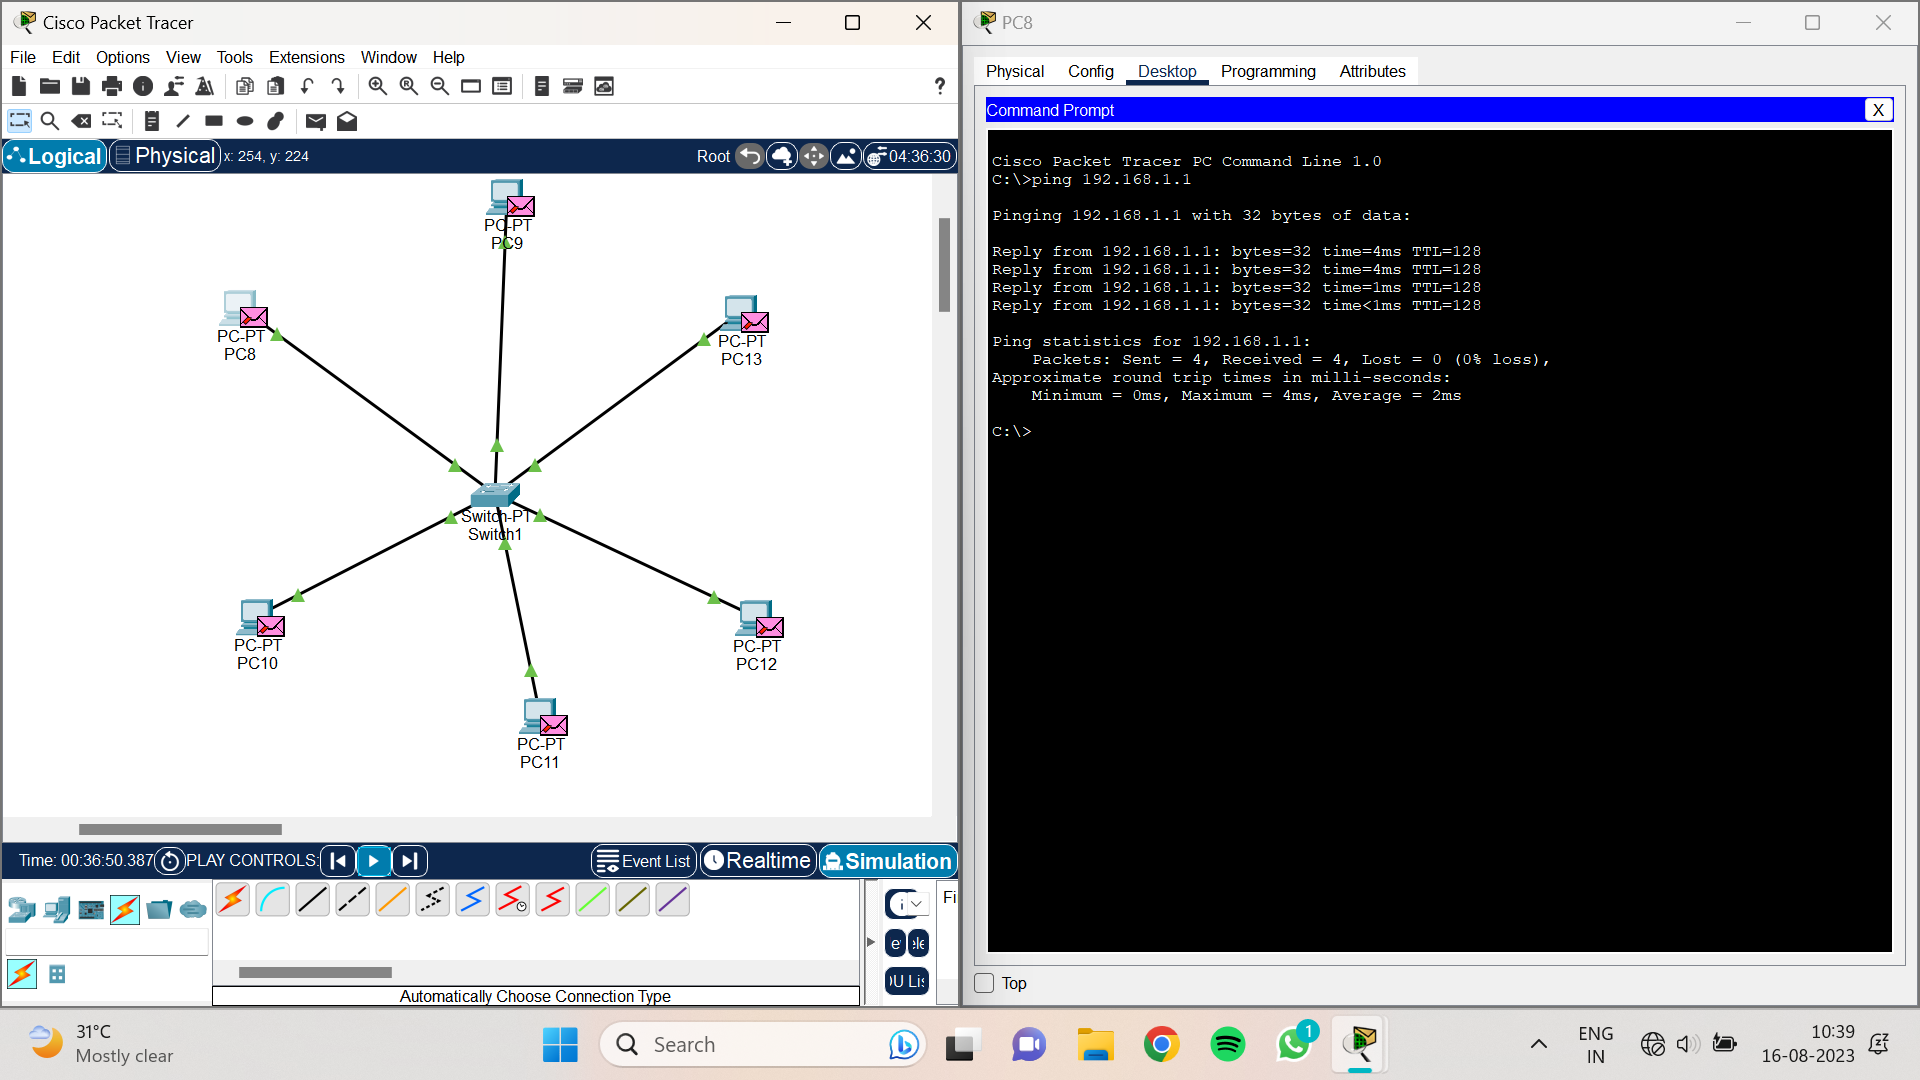 Cisco Packet Tracer
File Edit Options View Tools Extensions Window Help
Logical Physical x: 254, y: 224 Root 04:36:30
PC-PT
PC9
PC-PT
PC8
PC-PT
PC13
Switch-PT
Switch1
PC-PT
PC10
PC-PT
PC12
PC-PT
PC11
Time: 00:36:50.387 PLAY CONTROLS: Event List Realtime Simulation
Fi
Automatically Choose Connection Type
PC8
Physical Config Desktop Programming Attributes
Command Prompt X
Cisco Packet Tracer PC Command Line 1.0
C:\>ping 192.168.1.1
Pinging 192.168.1.1 with 32 bytes of data:
Reply from 192.168.1.1: bytes=32 time=4ms TTL=128
Reply from 192.168.1.1: bytes=32 time=4ms TTL=128
Reply from 192.168.1.1: bytes=32 time=1ms TTL=128
Reply from 192.168.1.1: bytes=32 time<1ms TTL=128
Ping statistics for 192.168.1.1:
Packets: Sent = 4, Received = 4, Lost = 0 (0% loss),
Approximate round trip times in milli-seconds:
Minimum = 0ms, Maximum = 4ms, Average = 2ms
C:\>
Top
31°C
Mostly clear
Search
1
ENG
IN
10:39
16-08-2023